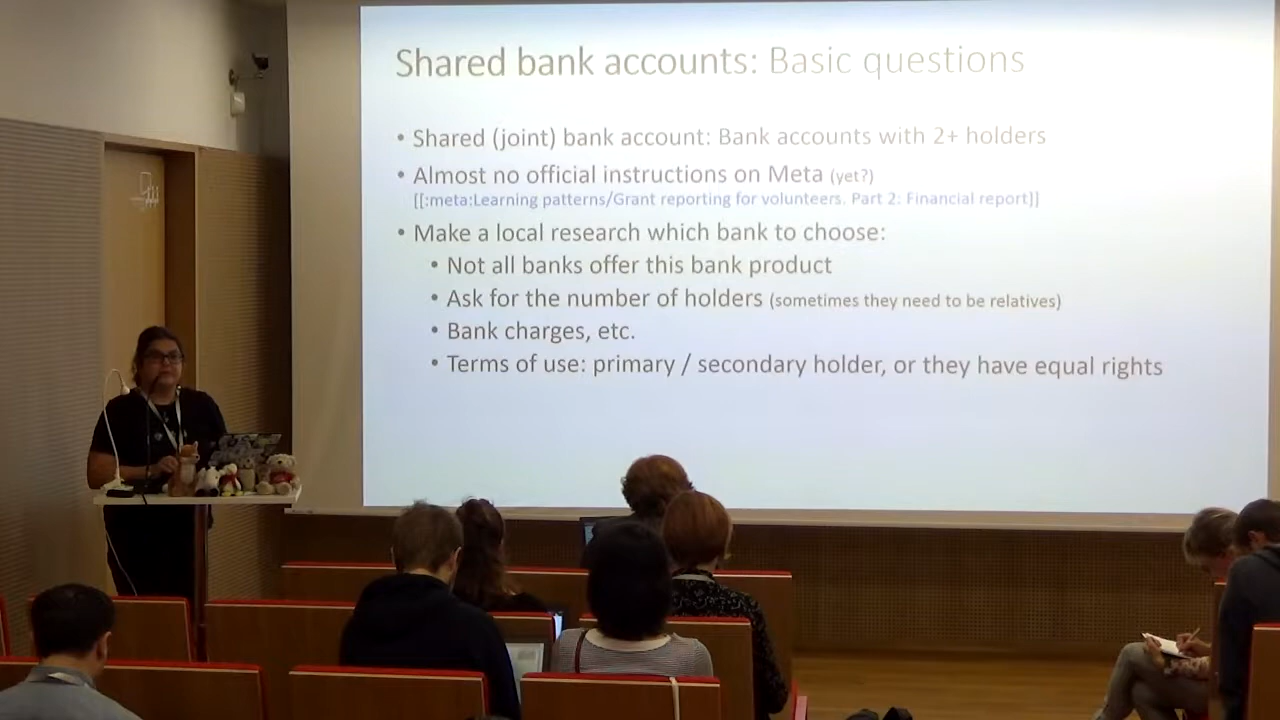 Shared bank accounts: Basic questions
• Shared (joint) bank account: Bank accounts with 2+ holders
• Almost no official instructions on Meta (yet?)
[[:meta:Learning patterns/Grant reporting for volunteers. Part 2: Financial report]]
• Make a local research which bank to choose:
• Not all banks offer this bank product
• Ask for the number of holders (sometimes they need to be relatives)
• Bank charges, etc.
• Terms of use: primary / secondary holder, or they have equal rights